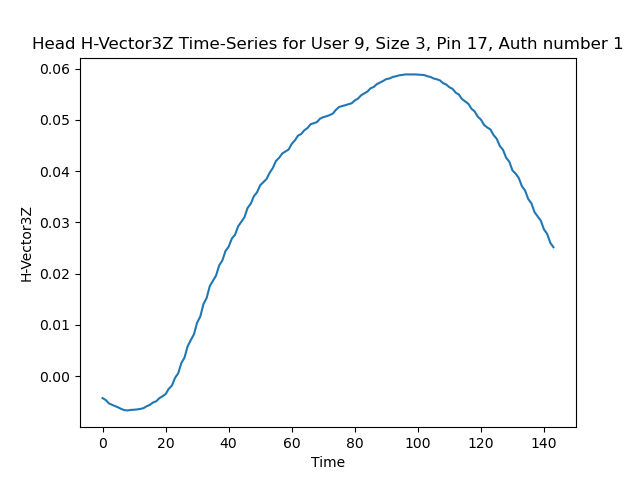 Head H-Vector3Z Time-Series for User 9, Size 3, Pin 17, Auth number 1
0.06
0.05
0.04
0.03
0.02
0.01
0.00
H-Vector3Z
0 20 40 60 80 100 120 140
Time